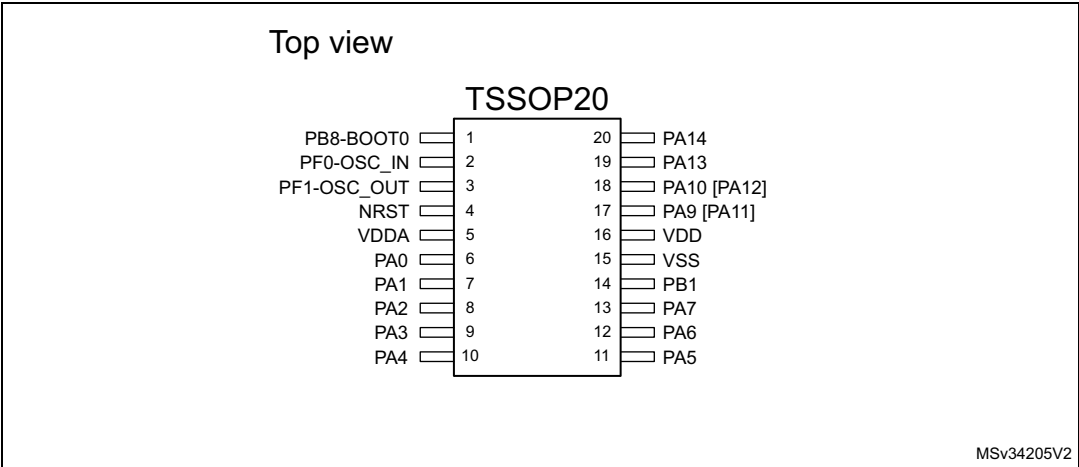 Top view
TSSOP20
PB8-BOOT0 1 20 PA14
PF0-OSC_IN 2 19 PA13
PF1-OSC_OUT 3 18 PA10 [PA12]
NRST 4 17 PA9 [PA11]
VDDA 5 16 VDD
PA0 6 15 VSS
PA1 7 14 PB1
PA2 8 13 PA7
PA3 9 12 PA6
PA4 10 11 PA5
MSv34205V2